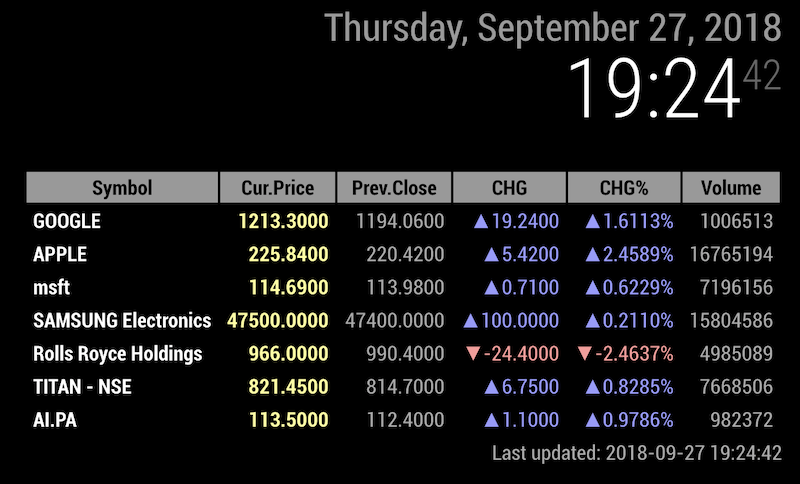 Thursday, September 27, 2018
19:24 42
Symbol Cur.Price Prev.Close CHG CHG% Volume
GOOGLE 1213.3000 1194.0600 ▲19.2400 ▲1.6113% 1006513
APPLE 225.8400 220.4200 ▲5.4200 ▲2.4589% 16765194
msft 114.6900 113.9800 ▲0.7100 ▲0.6229% 7196156
SAMSUNG Electronics 47500.0000 47400.0000 ▲100.0000 ▲0.2110% 15804586
Rolls Royce Holdings 966.0000 990.4000 ▼-24.4000 ▼-2.4637% 4985089
TITAN - NSE 821.4500 814.7000 ▲6.7500 ▲0.8285% 7668506
AI.PA 113.5000 112.4000 ▲1.1000 ▲0.9786% 982372
Last updated: 2018-09-27 19:24:42